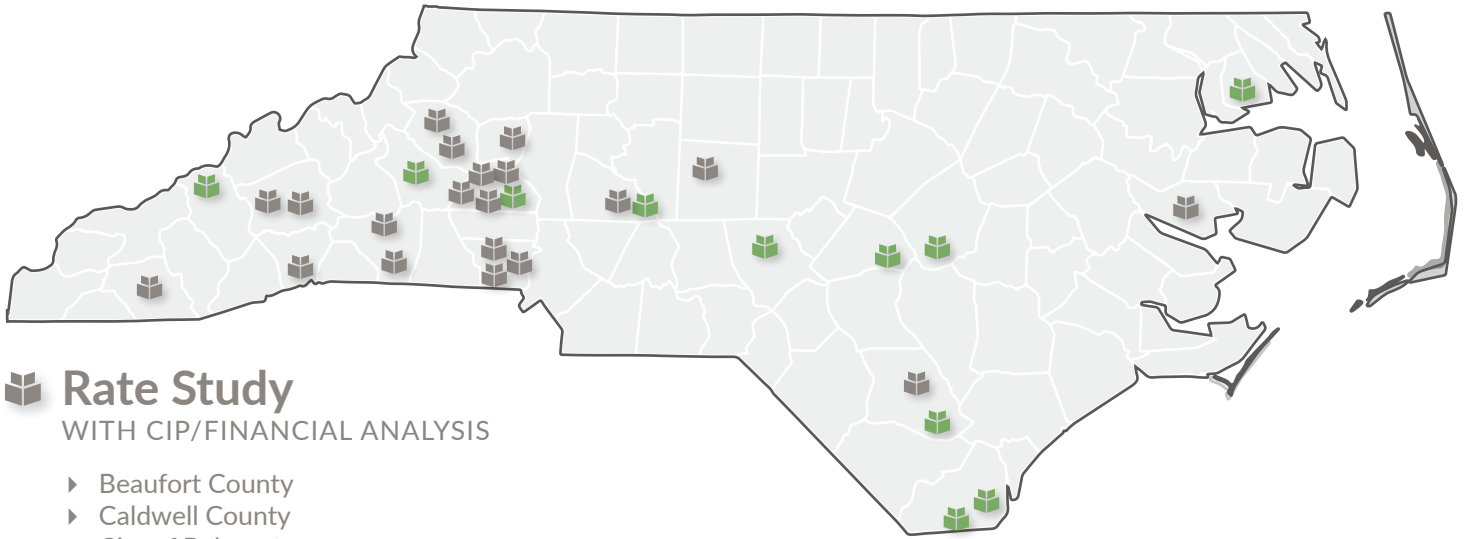 Rate Study
WITH CIP/FINANCIAL ANALYSIS
Beaufort County
Caldwell County